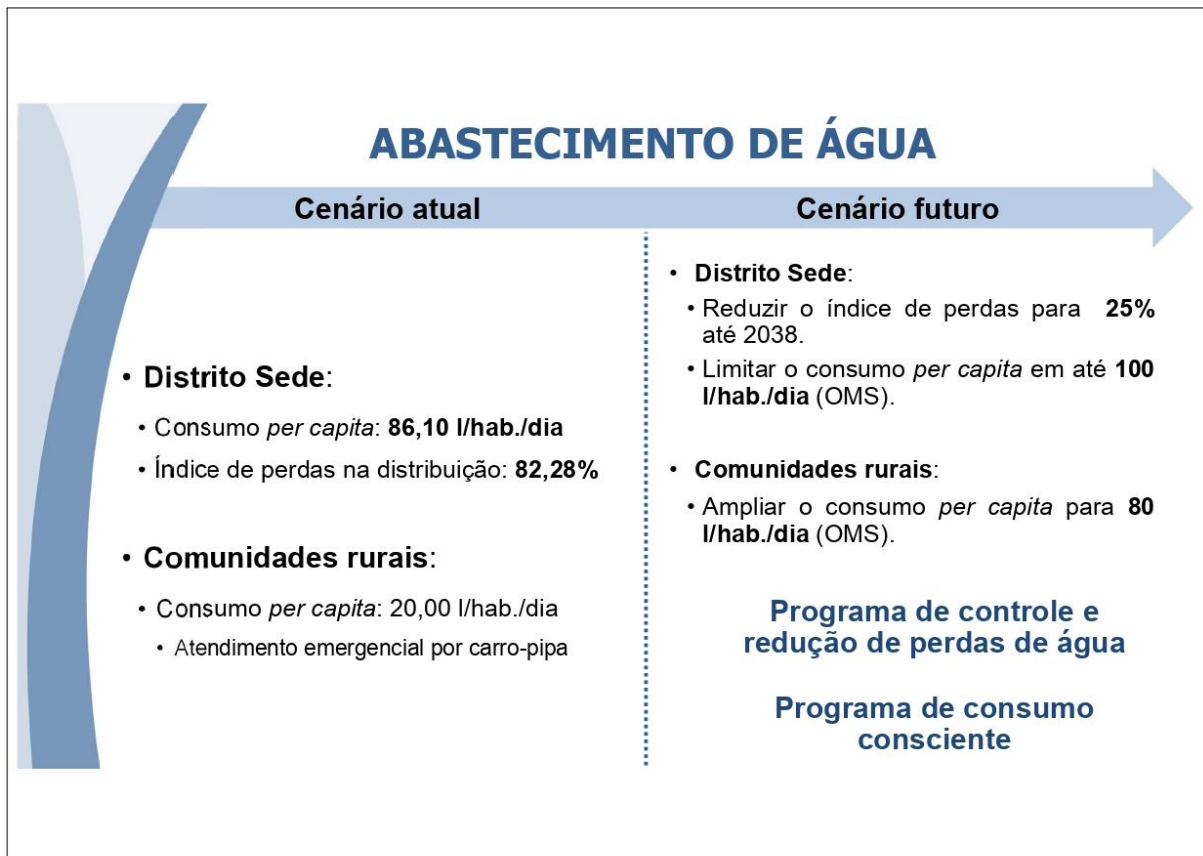 ABASTECIMENTO DE ÁGUA
Cenário atual
Cenário futuro
• Distrito Sede:
• Consumo per capita: 86,10 l/hab./dia
• Índice de perdas na distribuição: 82,28%
• Comunidades rurais:
• Consumo per capita: 20,00 l/hab./dia
• Atendimento emergencial por carro-pipa
• Distrito Sede:
• Reduzir o índice de perdas para 25%
até 2038.
• Limitar o consumo per capita em até 100
l/hab./dia (OMS).
• Comunidades rurais:
• Ampliar o consumo per capita para 80
l/hab./dia (OMS).
Programa de controle e
redução de perdas de água
Programa de consumo
consciente